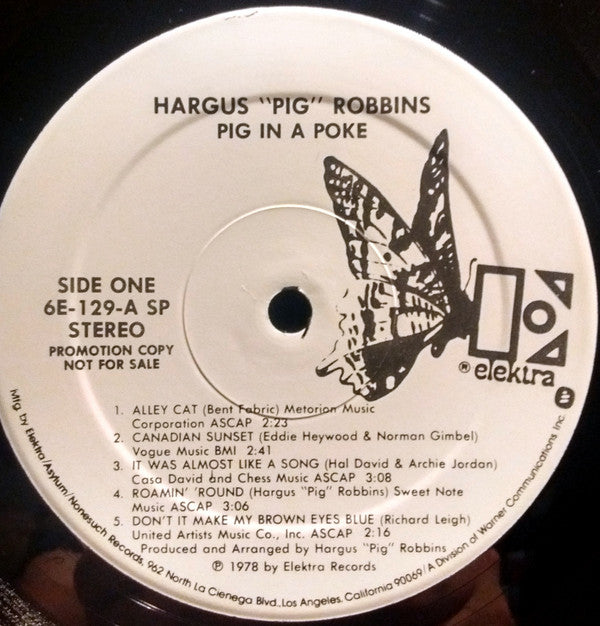 HARGUS "PIG" ROBBINS
PIG IN A POKE
SIDE ONE
6E-129-A SP
STEREO
PROMOTION COPY
NOT FOR SALE
® elektra
1. ALLEY CAT (Bent Fabric) Metorion Music
Corporation ASCAP 2:23
2. CANADIAN SUNSET (Eddie Heywood & Norman Gimbel)
Vogue Music BMI 2:41
3. IT WAS ALMOST LIKE A SONG (Hal David & Archie Jordan)
Casa David and Chess Music ASCAP 3:08
4. ROAMIN' 'ROUND (Hargus "Pig" Robbins) Sweet Note
Music ASCAP 3:06
5. DON'T IT MAKE MY BROWN EYES BLUE (Richard Leigh)
United Artists Music Co., Inc. ASCAP 2:16
Produced and Arranged by Hargus "Pig" Robbins
℗ 1978 by Elektra Records
Mfg by Elektra/Asylum/Nonesuch Records, 962 North La Cienega Blvd., Los Angeles, California 90069/A Division of Warner Communications Inc.